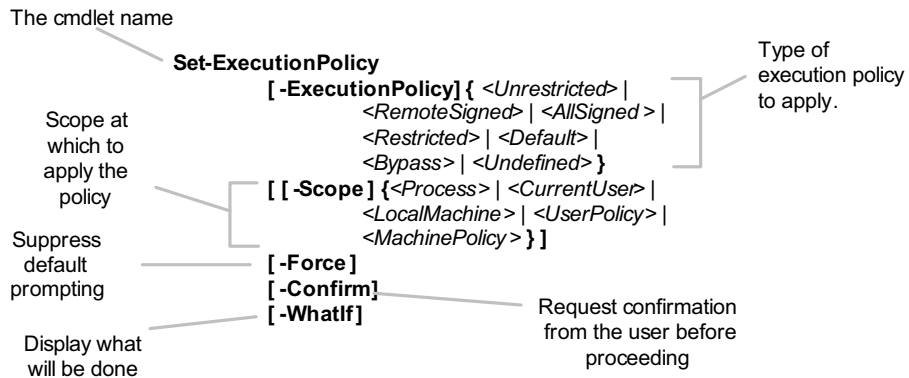 The cmdlet name
Set-ExecutionPolicy
[ -ExecutionPolicy] { <Unrestricted> |
<RemoteSigned> | <AllSigned > |
<Restricted> | <Default> |
<Bypass> | <Undefined> }
[ [ -Scope ] {<Process> | <CurrentUser> |
<LocalMachine> | <UserPolicy> |
<MachinePolicy > } ]
[ -Force ]
[ -Confirm]
[ -WhatIf]
Type of
execution policy
to apply.
Scope at
which to
apply the
policy
Suppress
default
prompting
Request confirmation
from the user before
proceeding
Display what
will be done